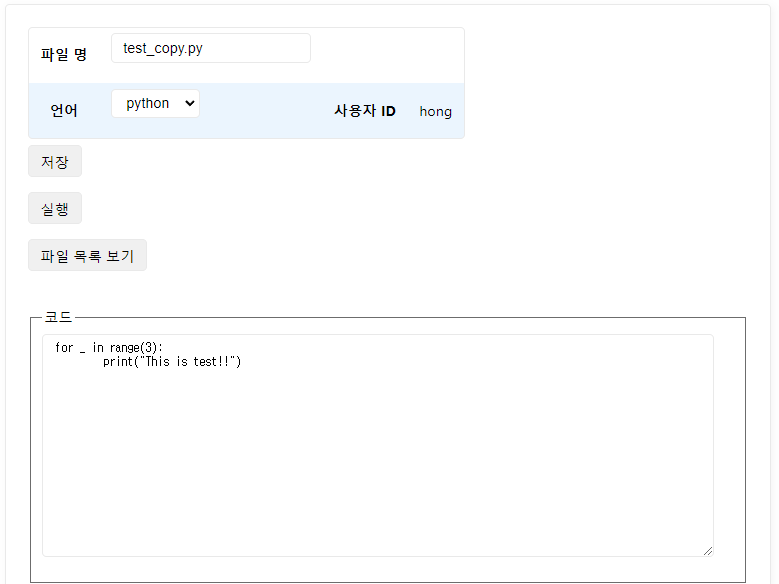 파일 명 test_copy.py
언어 python 사용자 ID hong
저장
실행
파일 목록 보기
코드
for _ in range(3):
        print("This is test!!")